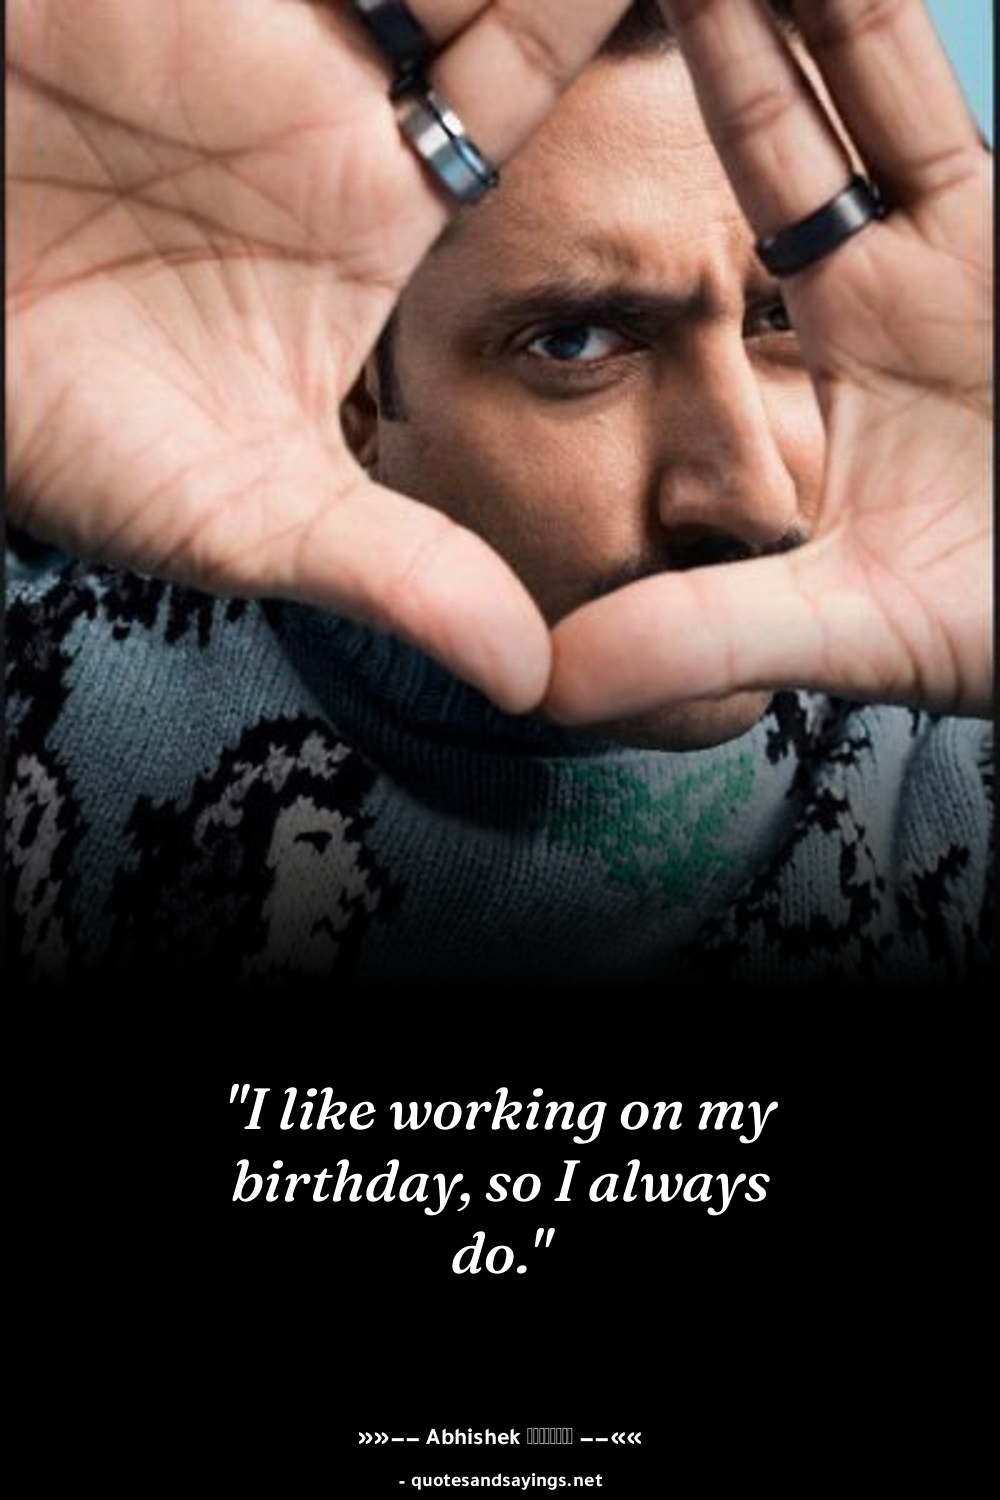 "I like working on my
birthday, so I always
do."
»»–– Abhishek ––««
- quotesandsayings.net